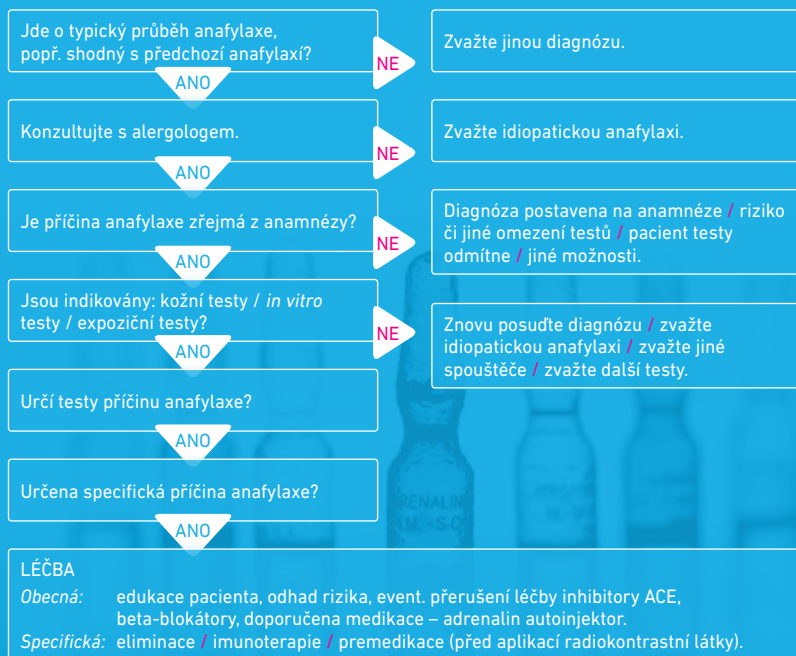 Jde o typický průběh anafylaxe,
popř. shodný s předchozí anafylaxí?
NE
Zvažte jinou diagnózu.
ANO
Konzultujte s alergologem.
NE
Zvažte idiopatickou anafylaxi.
ANO
Je příčina anafylaxe zřejmá z anamnézy?
NE
Diagnóza postavena na anamnéze / riziko
či jiné omezení testů / pacient testy
odmítne / jiné možnosti.
ANO
Jsou indikovány: kožní testy / in vitro
testy / expoziční testy?
NE
Znovu posuďte diagnózu / zvažte
idiopatickou anafylaxi / zvažte jiné
spouštěče / zvažte další testy.
ANO
Určí testy příčinu anafylaxe?
ANO
Určena specifická příčina anafylaxe?
ANO
LÉČBA
Obecná: edukace pacienta, odhad rizika, event. přerušení léčby inhibitory ACE,
beta-blokátory, doporučena medikace – adrenalin autoinjektor.
Specifická: eliminace / imunoterapie / premedikace (před aplikací radiokontrastní látky).